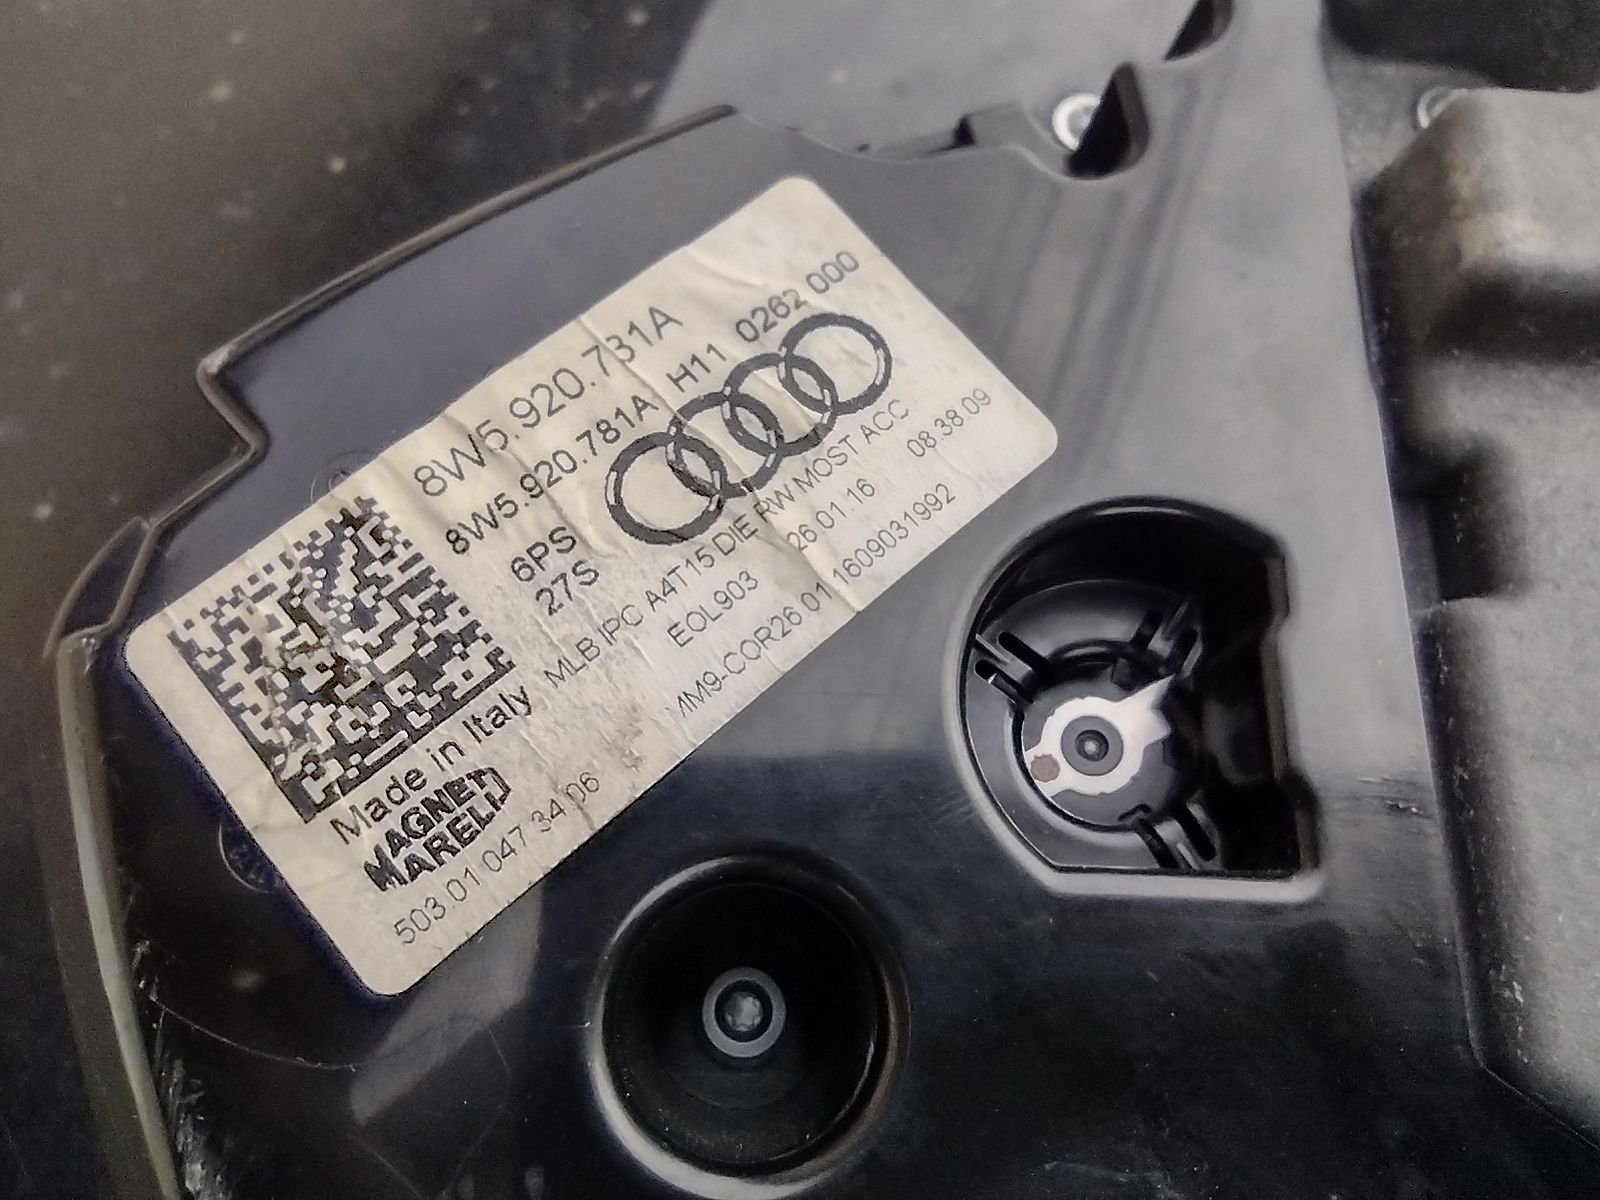 8W5.920.731A
8W5.920.781A H11 0262 000
6PS
27S
MLB IPC A4T15 DIE RW MOST ACC
EOL903 26.01.16 08.38.09
MM9-COR26.01 1609031992
Made in Italy
MAGNETI
MARELLI
503.01 047 34 06